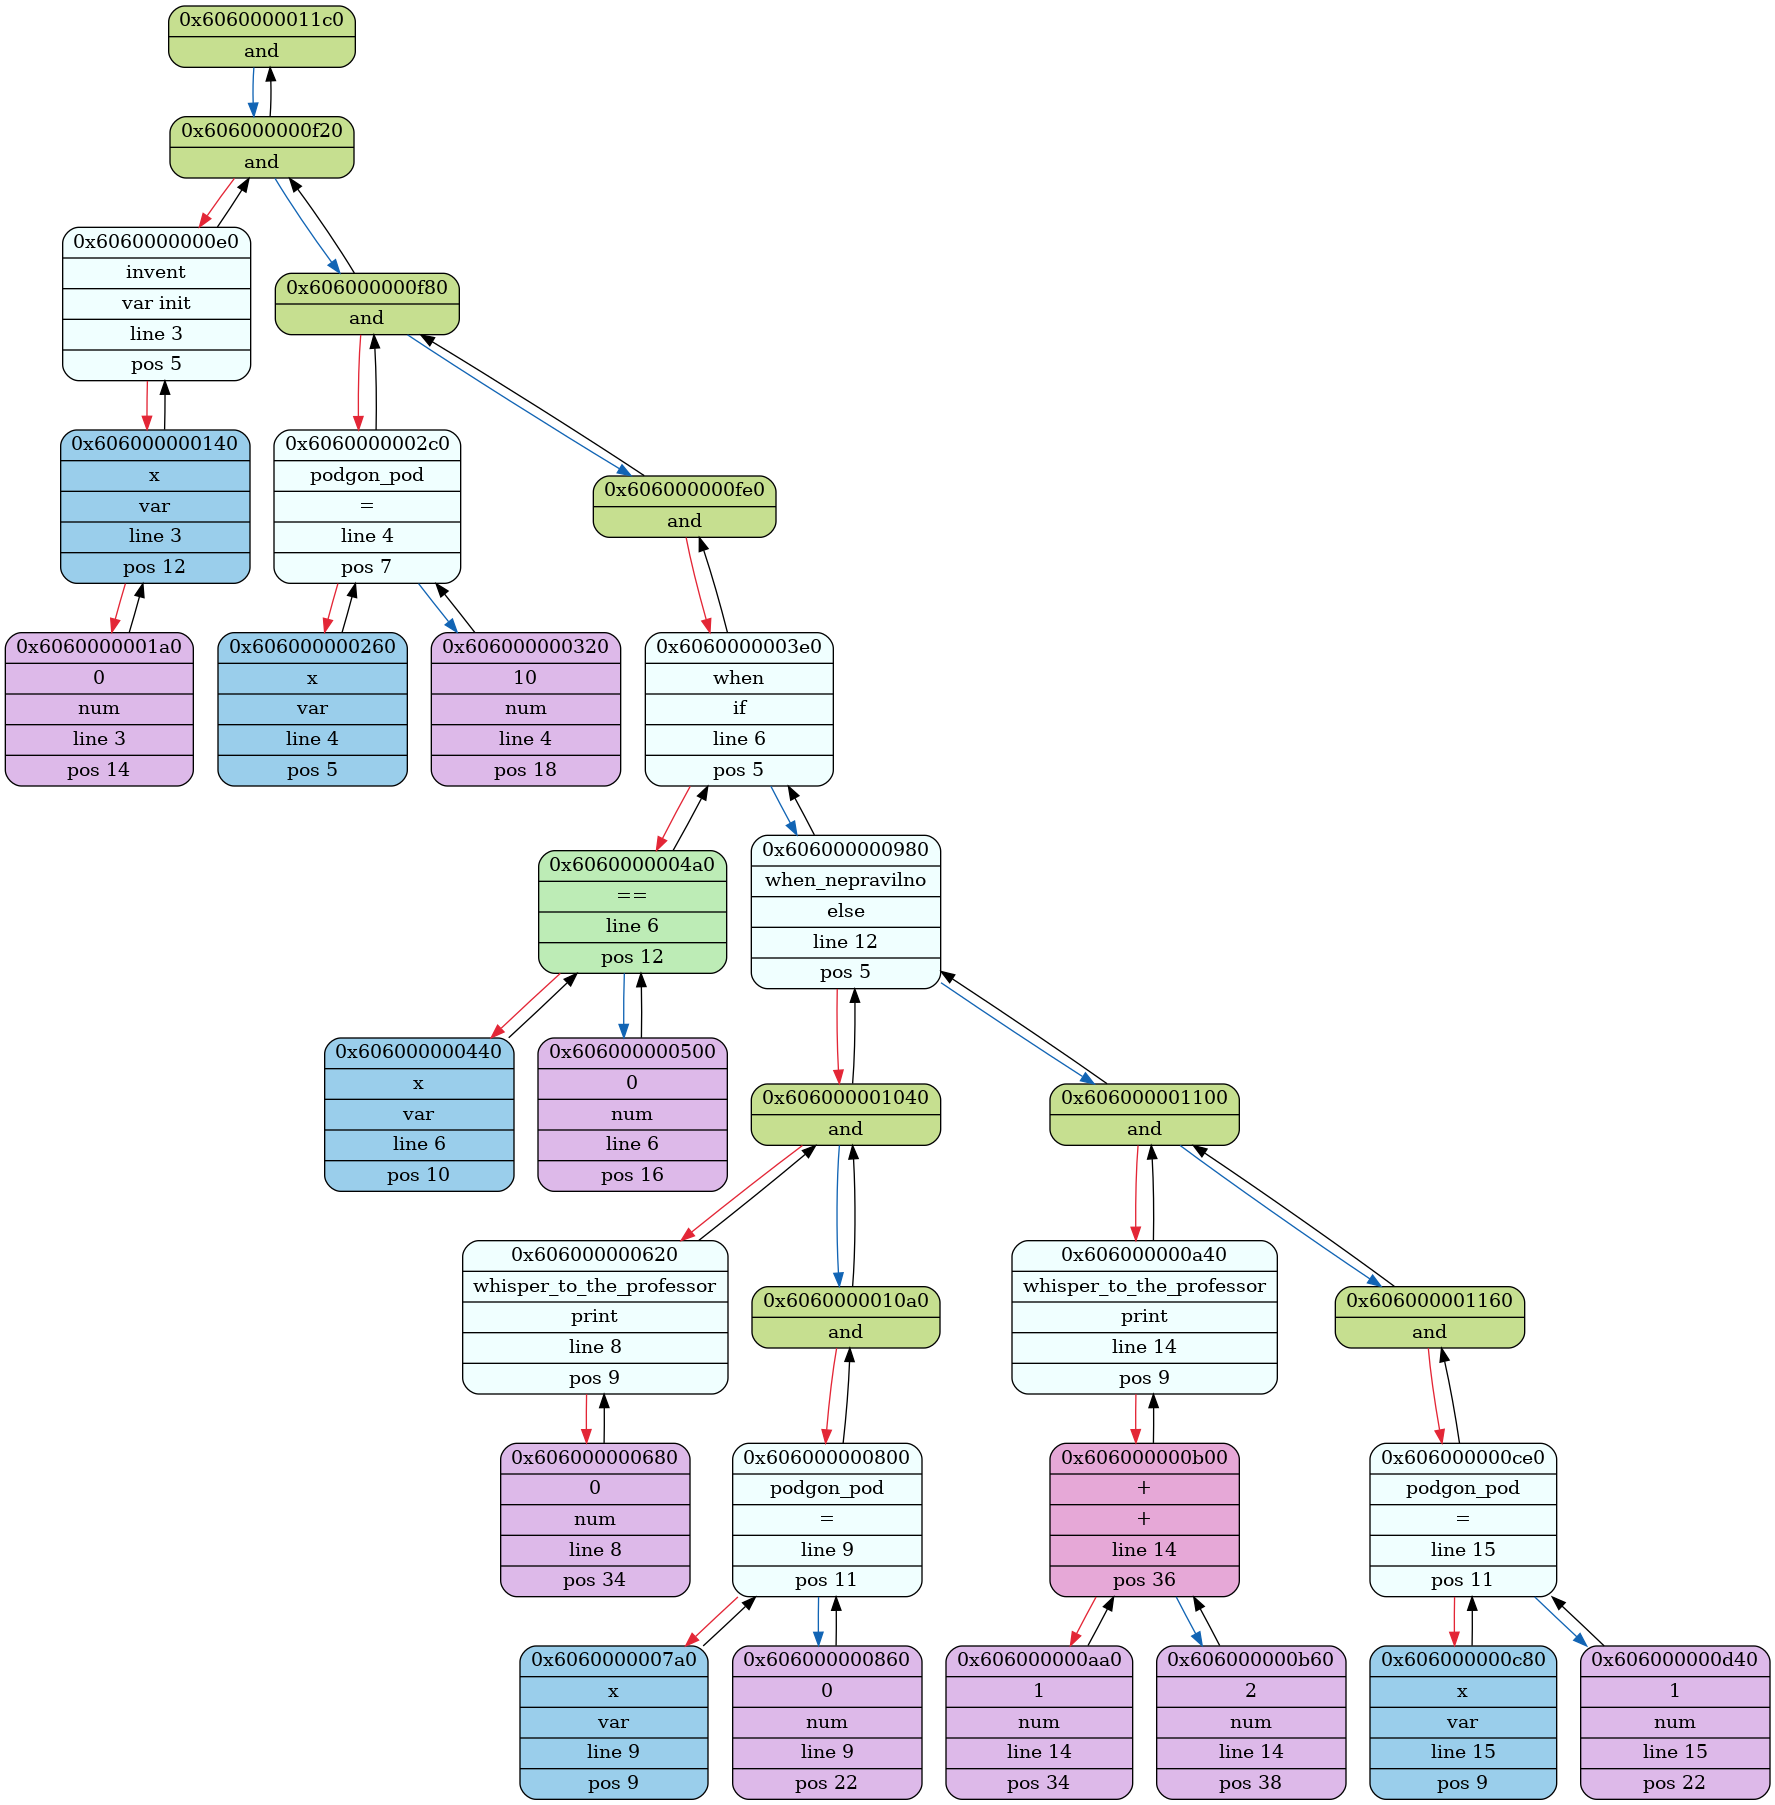 0x6060000011c0
and
0x606000000f20
and
0x6060000000e0
invent
var init
line 3
pos 5
0x606000000f80
and
0x606000000140
x
var
line 3
pos 12
0x6060000002c0
podgon_pod
=
line 4
pos 7
0x606000000fe0
and
0x6060000001a0
0
num
line 3
pos 14
0x606000000260
x
var
line 4
pos 5
0x606000000320
10
num
line 4
pos 18
0x6060000003e0
when
if
line 6
pos 5
0x6060000004a0
==
line 6
pos 12
0x606000000980
when_nepravilno
else
line 12
pos 5
0x606000000440
x
var
line 6
pos 10
0x606000000500
0
num
line 6
pos 16
0x606000001040
and
0x606000001100
and
0x606000000620
whisper_to_the_professor
print
line 8
pos 9
0x6060000010a0
and
0x606000000a40
whisper_to_the_professor
print
line 14
pos 9
0x606000001160
and
0x606000000680
0
num
line 8
pos 34
0x606000000800
podgon_pod
=
line 9
pos 11
0x606000000b00
+
+
line 14
pos 36
0x606000000ce0
podgon_pod
=
line 15
pos 11
0x6060000007a0
x
var
line 9
pos 9
0x606000000860
0
num
line 9
pos 22
0x606000000aa0
1
num
line 14
pos 34
0x606000000b60
2
num
line 14
pos 38
0x606000000c80
x
var
line 15
pos 9
0x606000000d40
1
num
line 15
pos 22